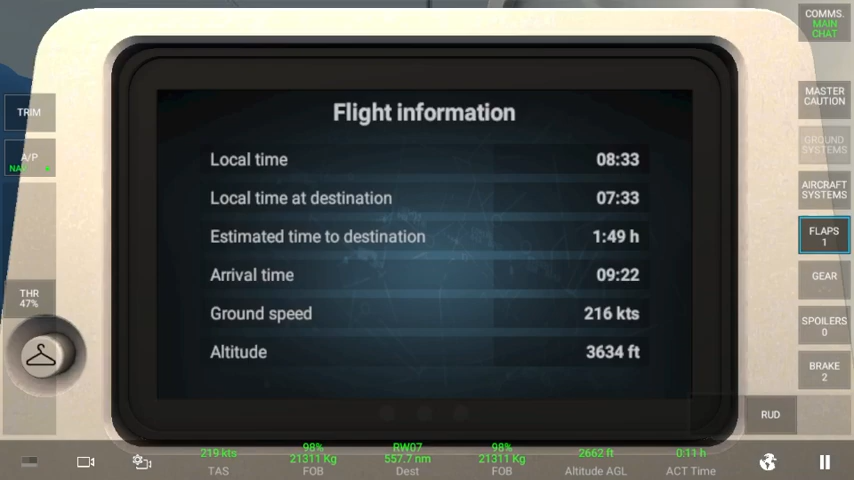 COMMS.
MAIN
CHAT
Flight information
TRIM
MASTER
CAUTION
A/P
NAV
GROUND
SYSTEMS
Local time 08:33
Local time at destination 07:33
AIRCRAFT
SYSTEMS
Estimated time to destination 1:49 h
FLAPS
1
Arrival time 09:22
GEAR
THR
47%
Ground speed 216 kts
SPOILERS
0
Altitude 3634 ft
BRAKE
2
RUD
219 kts 98% RW07 98% 2662 ft 0:11 h
21311 Kg 557.7 nm 21311 Kg
TAS FOB Dest FOB Altitude AGL ACT Time